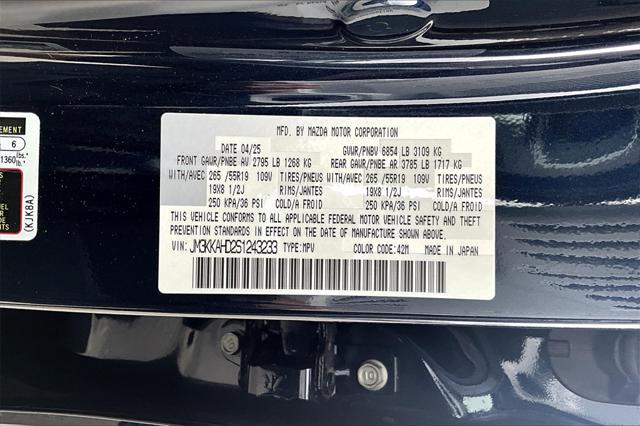 MFD. BY MAZDA MOTOR CORPORATION
DATE 04/25 GVWR/PNBV 6854 LB 3109 KG
FRONT GAWR/PNBE AV 2795 LB 1268 KG REAR GAWR/PNBE AR 3785 LB 1717 KG
WITH/AVEC 265 /55R19 109V TIRES/PNEUS WITH/AVEC 265 /55R19 109V TIRES/PNEUS
19X8 1/2J RIMS/JANTES 19X8 1/2J RIMS/JANTES
250 KPA/36 PSI COLD/A FROID 250 KPA/36 PSI COLD/A FROID
THIS VEHICLE CONFORMS TO ALL APPLICABLE FEDERAL MOTOR VEHICLE SAFETY AND THEFT
PREVENTION STANDARDS IN EFFECT ON THE DATE OF MANUFACTURE SHOWN ABOVE.
VIN: JM3KKAHD2S1243233 TYPE:MPV COLOR CODE:42M MADE IN JAPAN
6
1360 lbs.
(KJK8A)